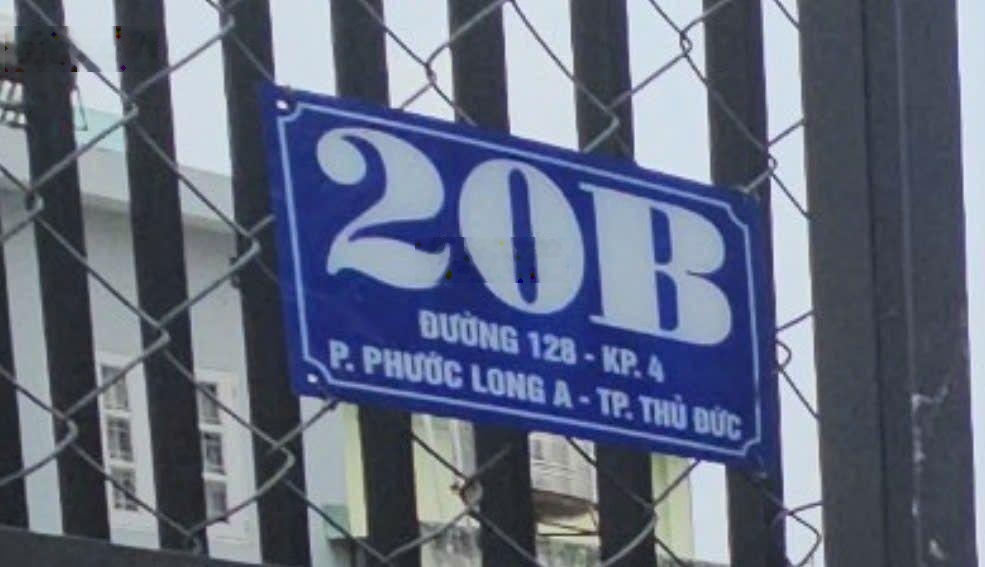 20B
ĐƯỜNG 128 - KP. 4
P. PHƯỚC LONG A - TP. THỦ ĐỨC